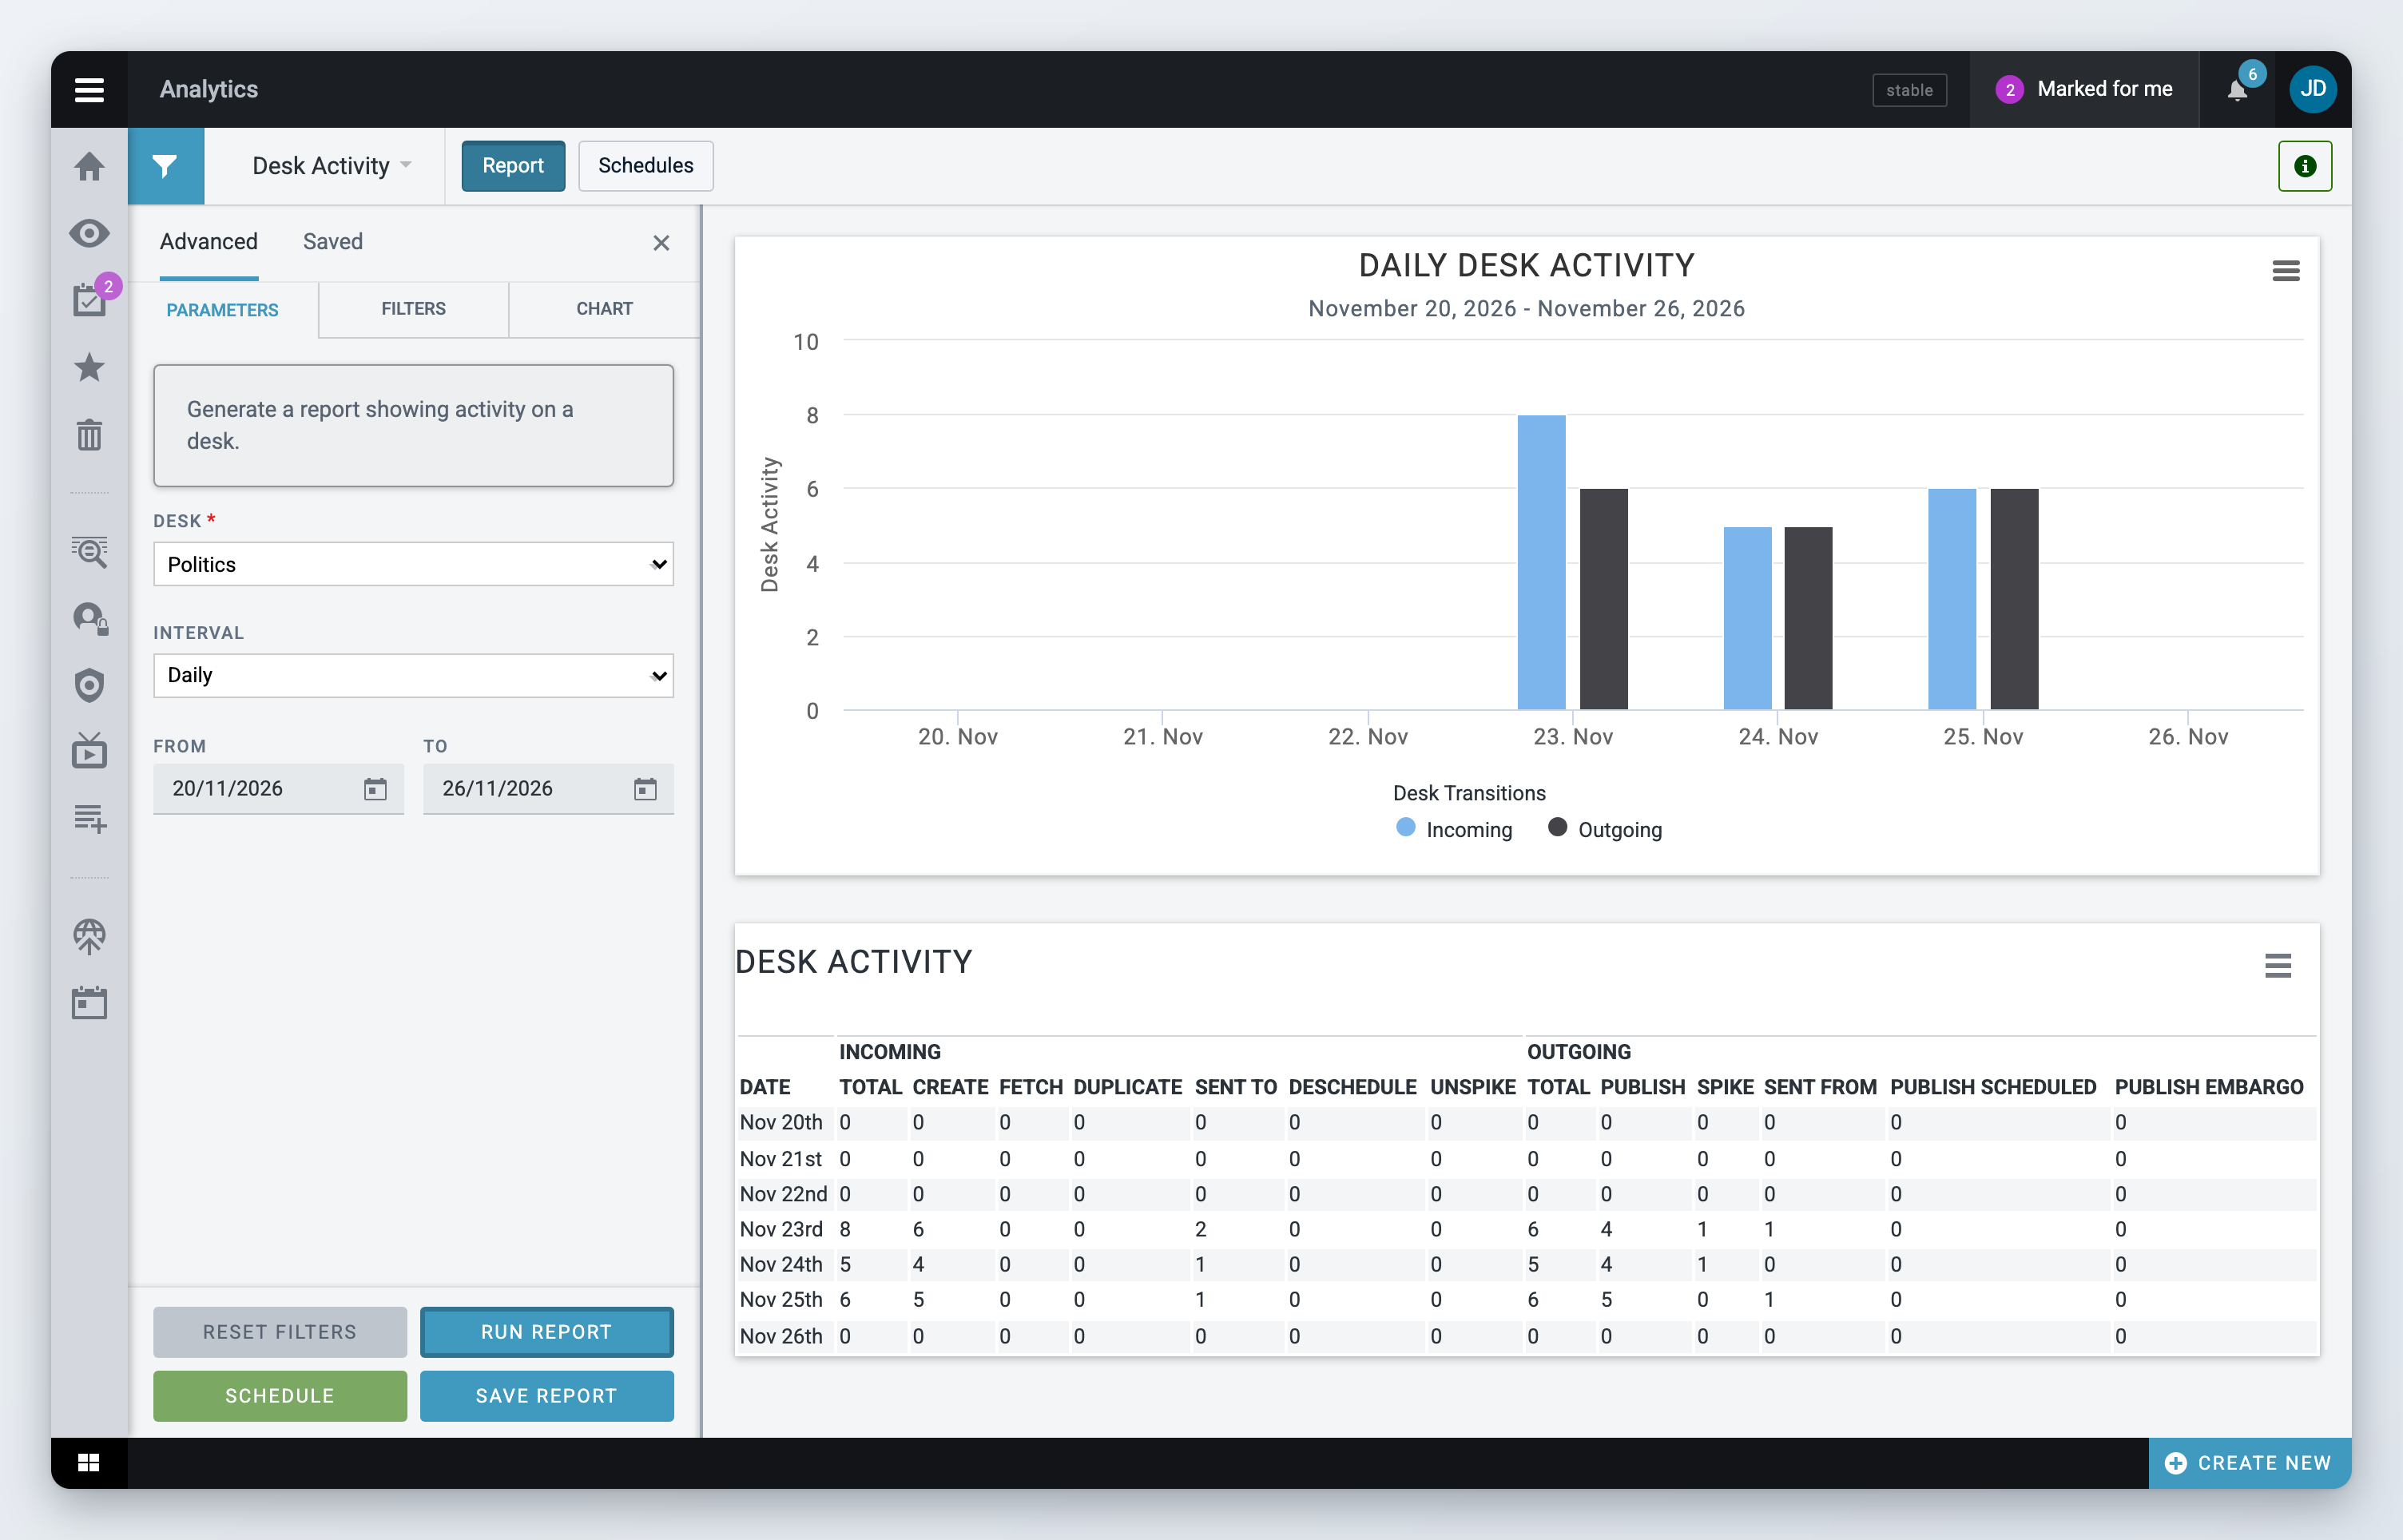 Analytics
stable
2 Marked for me
6
JD
Desk Activity
Report
Schedules
Advanced
Saved
2
PARAMETERS
FILTERS
CHART
Generate a report showing activity on a
desk.
DESK *
Politics
INTERVAL
Daily
FROM
TO
20/11/2026
26/11/2026
RESET FILTERS
RUN REPORT
SCHEDULE
SAVE REPORT
DAILY DESK ACTIVITY
November 20, 2026 - November 26, 2026
Desk Activity
10
8
6
4
2
0
20. Nov 21. Nov 22. Nov 23. Nov 24. Nov 25. Nov 26. Nov
Desk Transitions
Incoming Outgoing
DESK ACTIVITY
INCOMING OUTGOING
DATE TOTAL CREATE FETCH DUPLICATE SENT TO DESCHEDULE UNSPIKE TOTAL PUBLISH SPIKE SENT FROM PUBLISH SCHEDULED PUBLISH EMBARGO
Nov 20th 0 0 0 0 0 0 0 0 0 0 0 0 0
Nov 21st 0 0 0 0 0 0 0 0 0 0 0 0 0
Nov 22nd 0 0 0 0 0 0 0 0 0 0 0 0 0
Nov 23rd 8 6 0 0 2 0 0 6 4 1 1 0 0
Nov 24th 5 4 0 0 1 0 0 5 4 1 0 0 0
Nov 25th 6 5 0 0 1 0 0 6 5 0 1 0 0
Nov 26th 0 0 0 0 0 0 0 0 0 0 0 0 0
CREATE NEW